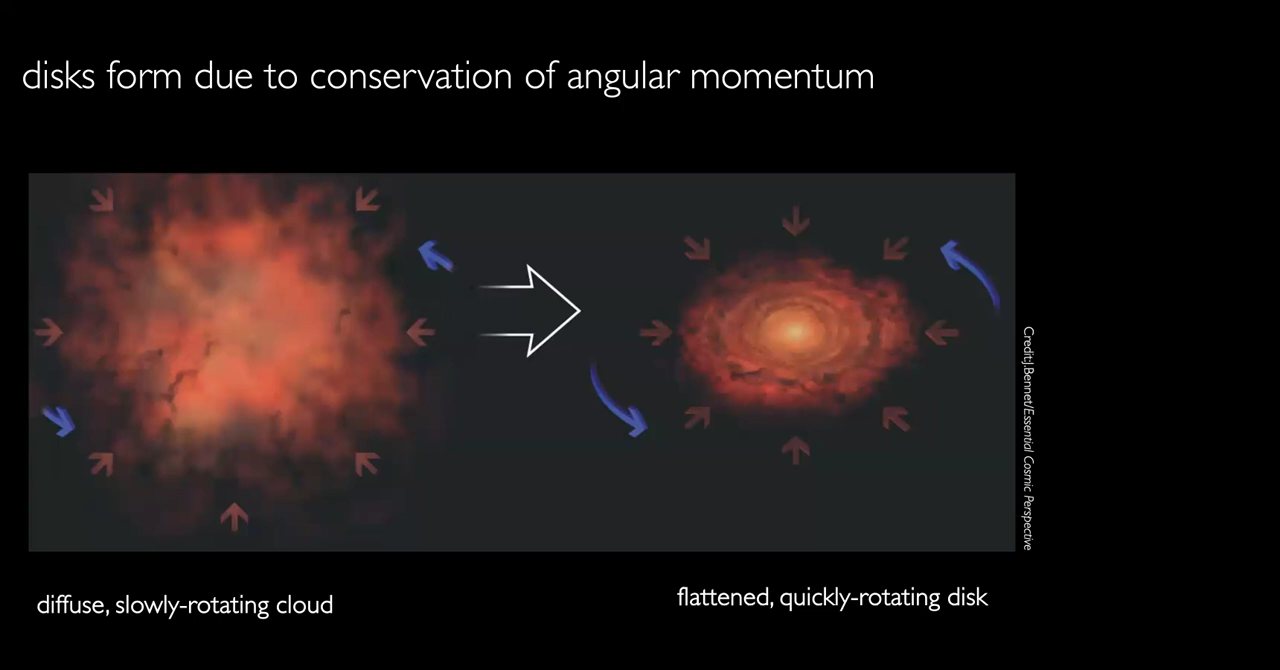 disks form due to conservation of angular momentum
Credit:J.Bennet/Essential Cosmic Perspective
diffuse, slowly-rotating cloud
flattened, quickly-rotating disk